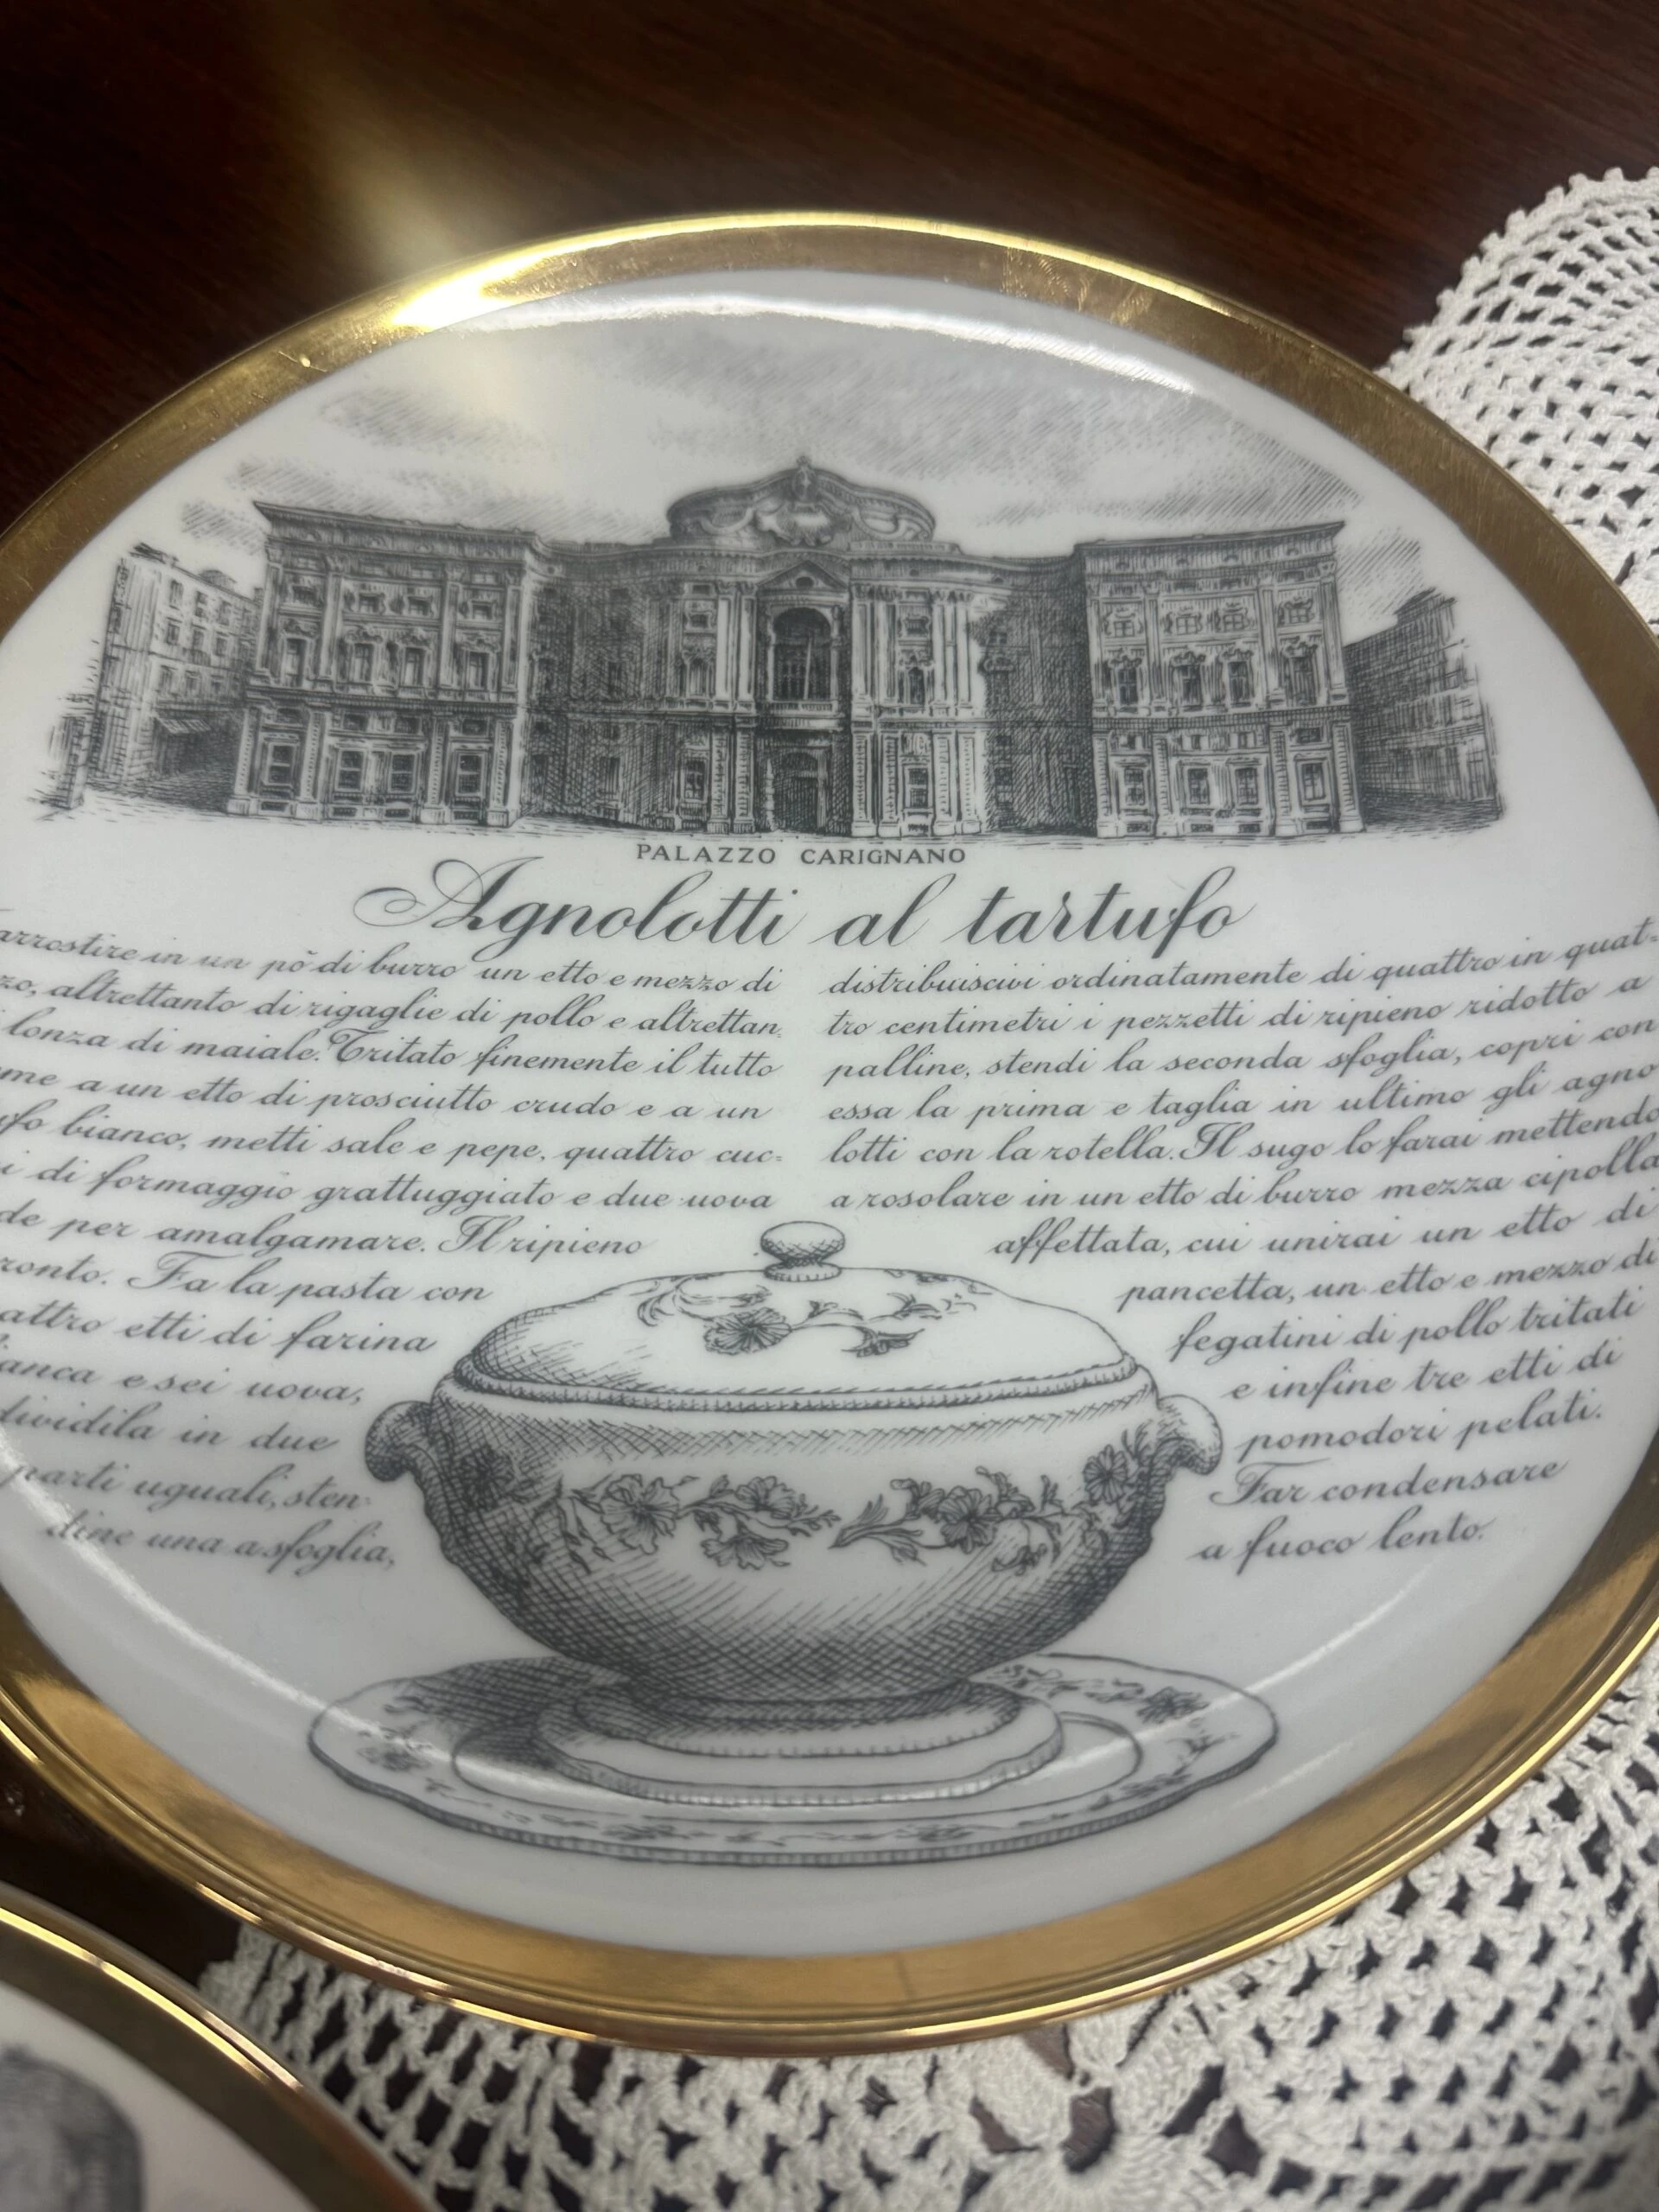 PALAZZO CARIGNANO
Agnolotti al tartufo
arrostire in un pò di burro un etto e mezzo di
zo, altrettanto di rigaglie di pollo e altrettan-
lonza di maiale. Tritato finemente il tutto
me a un etto di prosciutto crudo e a un
fo bianco, metti sale e pepe, quattro cuc-
i di formaggio grattuggiato e due uova
de per amalgamare. Il ripieno
ronto. Fa la pasta con
attro etti di farina
ianca e sei uova;
dividila in due
parti uguali, sten-
dine una a sfoglia,
distribuiscivi ordinatamente di quattro in quat-
tro centimetri i pezzetti di ripieno ridotto a
palline, stendi la seconda sfoglia, copri con
essa la prima e taglia in ultimo gli agno
lotti con la rotella. Il sugo lo farai mettendo
a rosolare in un etto di burro mezza cipolla
affettata, cui unirai un etto di
pancetta, un etto e mezzo di
fegatini di pollo tritati
e infine tre etti di
pomodori pelati.
Far condensare
a fuoco lento.